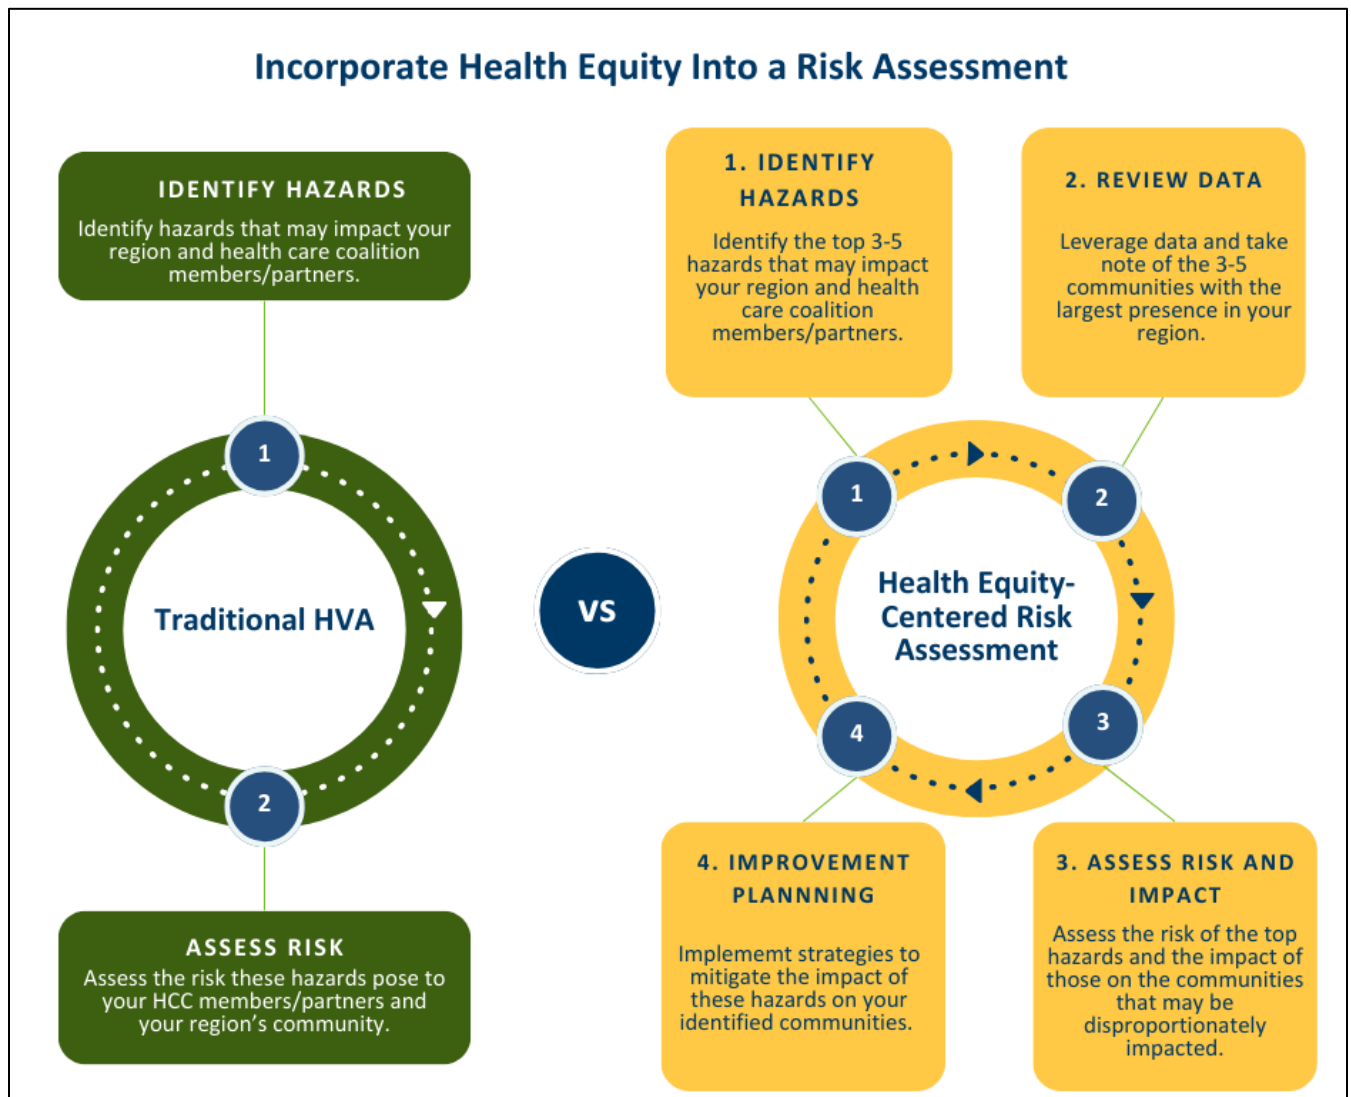 Incorporate Health Equity Into a Risk Assessment
IDENTIFY HAZARDS
Identify hazards that may impact your
region and health care coalition
members/partners.
1
Traditional HVA
2
ASSESS RISK
Assess the risk these hazards pose to
your HCC members/partners and
your region's community.
VS
1. IDENTIFY
HAZARDS
Identify the top 3-5
hazards that may impact
your region and health
care coalition
members/partners.
2. REVIEW DATA
Leverage data and take
note of the 3-5
communities with the
largest presence in your
region.
1
2
Health Equity-
Centered Risk
Assessment
4
3
4. IMPROVEMENT
PLANNNING
Implememt strategies to
mitigate the impact of
these hazards on your
identified communities.
3. ASSESS RISK AND
IMPACT
Assess the risk of the top
hazards and the impact of
those on the communities
that may be
disproportionately
impacted.